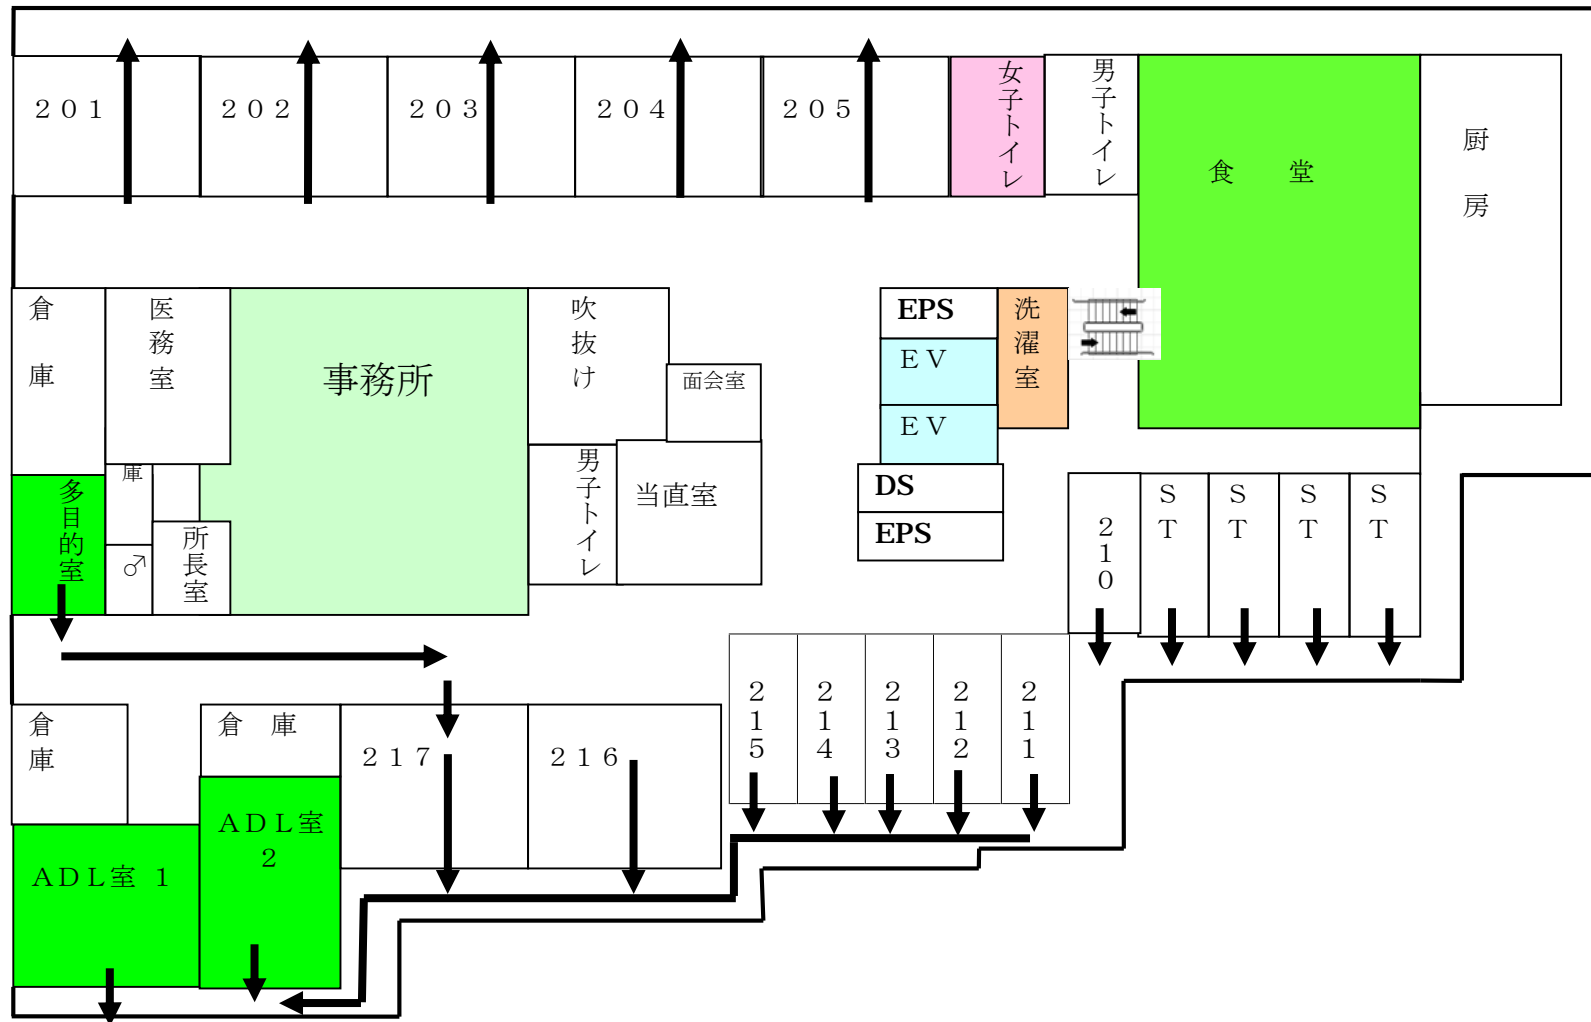 ２０１
２０２
２０３
２０４
２０５
女子トイレ
男子トイレ
食　堂
厨房
倉庫
医務室
事務所
吹抜け
面会室
EPS
ＥＶ
ＥＶ
洗濯室
DS
EPS
多目的室
庫
♂
所長室
男子トイレ
当直室
２１０
ＳＴ
ＳＴ
ＳＴ
ＳＴ
２１５
２１４
２１３
２１２
２１１
倉庫
倉　庫
２１７
２１６
ＡＤＬ室
２
ＡＤＬ室 １